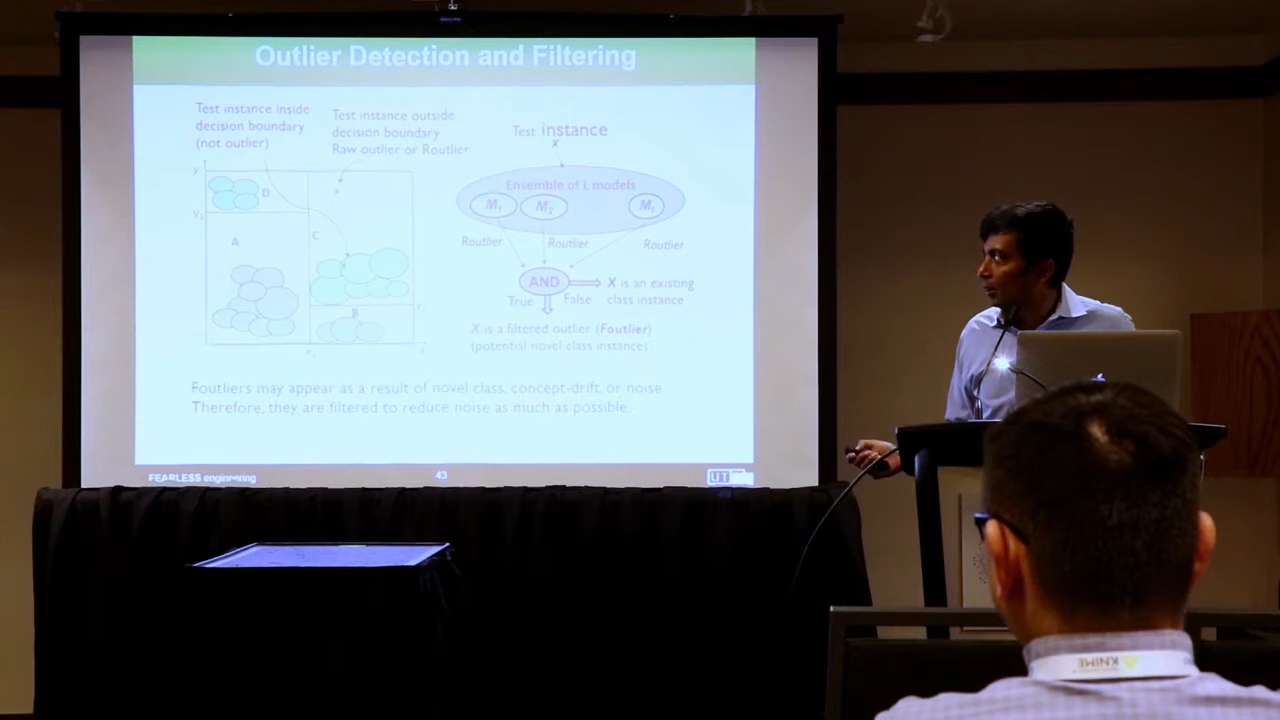 Outlier Detection and Filtering
Test instance inside
decision boundary
(not outlier)
Test instance outside
decision boundary
Raw outlier or Routlier
Test instance
x
y
D
x
Y₁
A
C
Ensemble of L models
M₁
M₂
Routlier
Routlier
Routlier
AND
X is an existing
class instance
True
False
B
X is a filtered outlier (Foutlier)
(potential novel class instance)
Foutliers may appear as a result of novel class, concept-drift, or noise
Therefore, they are filtered to reduce noise as much as possible.
FEARLESS engineering
43
KNIME